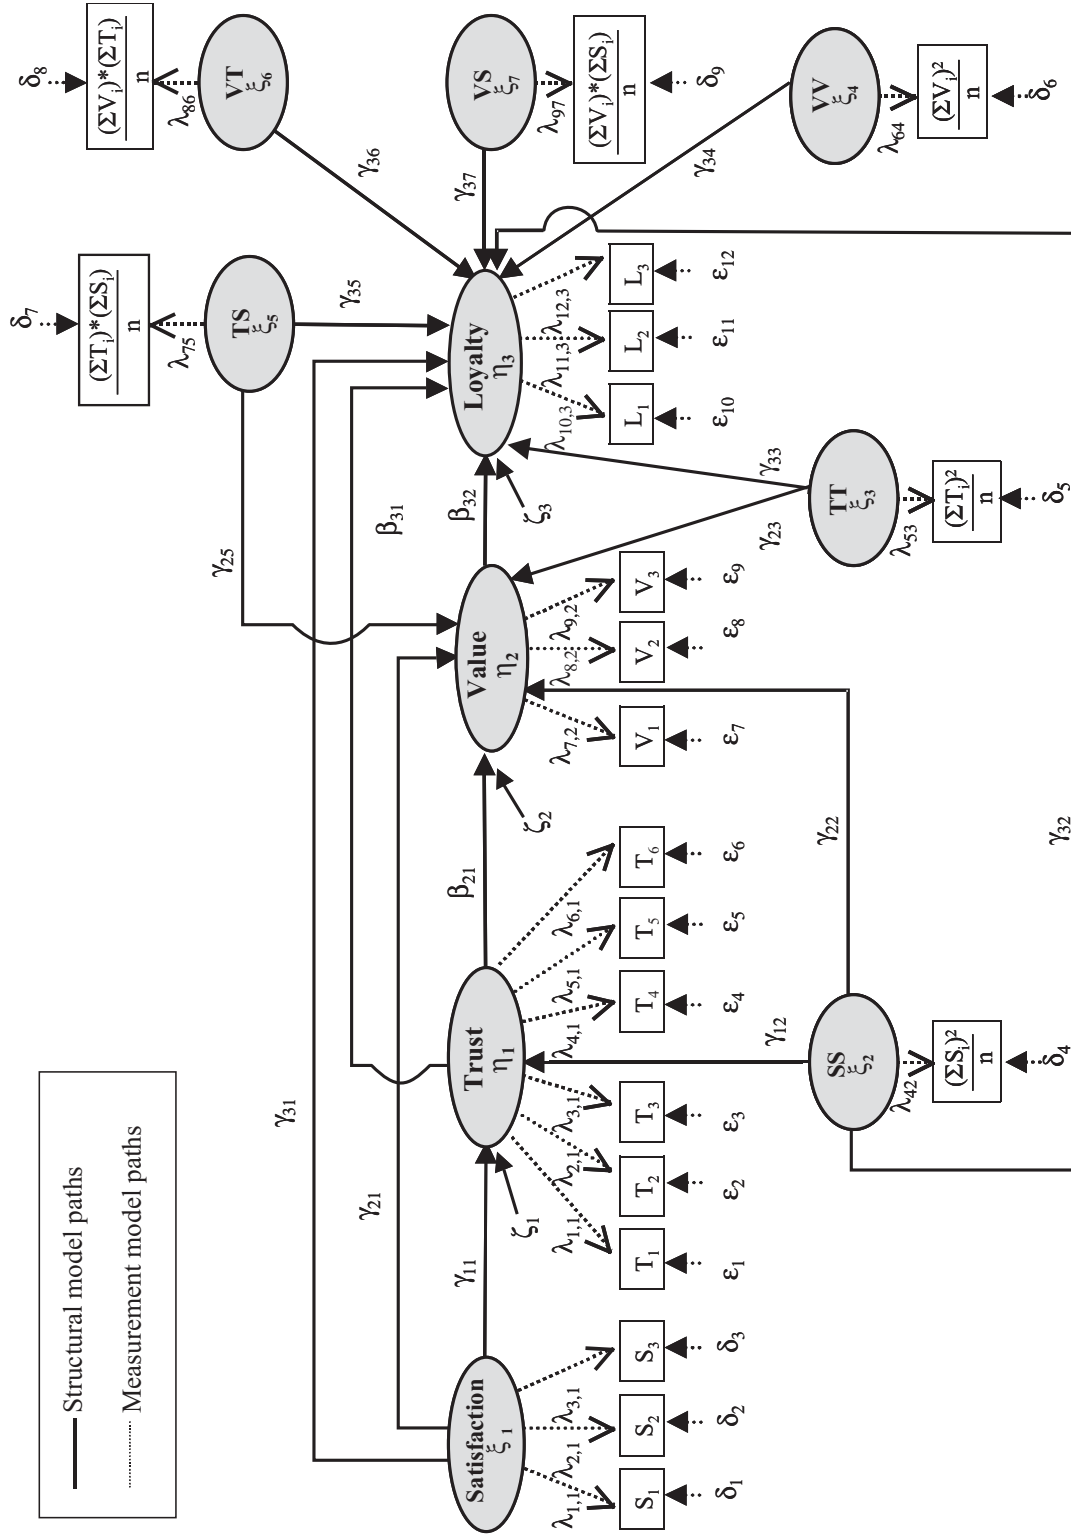 Structural model paths
Measurement model paths
Satisfaction
ξ₁
Trust
η₁
Value
η₂
Loyalty
η₃
SS
ξ₂
TT
ξ₃
VV
ξ₄
TS
ξ₅
VT
ξ₆
VS
ξ₇
γ₃₁
γ₂₁
γ₁₁
β₂₁
β₃₁
β₃₂
γ₂₅
γ₃₅
γ₃₆
γ₃₇
γ₃₄
γ₃₃
γ₂₃
γ₂₂
γ₁₂
γ₃₂
ζ₁
ζ₂
ζ₃
λ₁,₁
λ₂,₁
λ₃,₁
S₁
S₂
S₃
δ₁
δ₂
δ₃
λ₁,₁
λ₂,₁
λ₃,₁
λ₄,₁
λ₅,₁
λ₆,₁
T₁
T₂
T₃
T₄
T₅
T₆
ε₁
ε₂
ε₃
ε₄
ε₅
ε₆
λ₇,₂
λ₈,₂
λ₉,₂
V₁
V₂
V₃
ε₇
ε₈
ε₉
λ₁₀,₃
λ₁₁,₃
λ₁₂,₃
L₁
L₂
L₃
ε₁₀
ε₁₁
ε₁₂
λ₄₂
(ΣSᵢ)²
n
δ₄
λ₅₃
(ΣTᵢ)²
n
δ₅
λ₆₄
(ΣVᵢ)²
n
δ₆
λ₇₅
(ΣTᵢ)*(ΣSᵢ)
n
δ₇
λ₈₆
(ΣVᵢ)*(ΣTᵢ)
n
δ₈
λ₉₇
(ΣVᵢ)*(ΣSᵢ)
n
δ₉